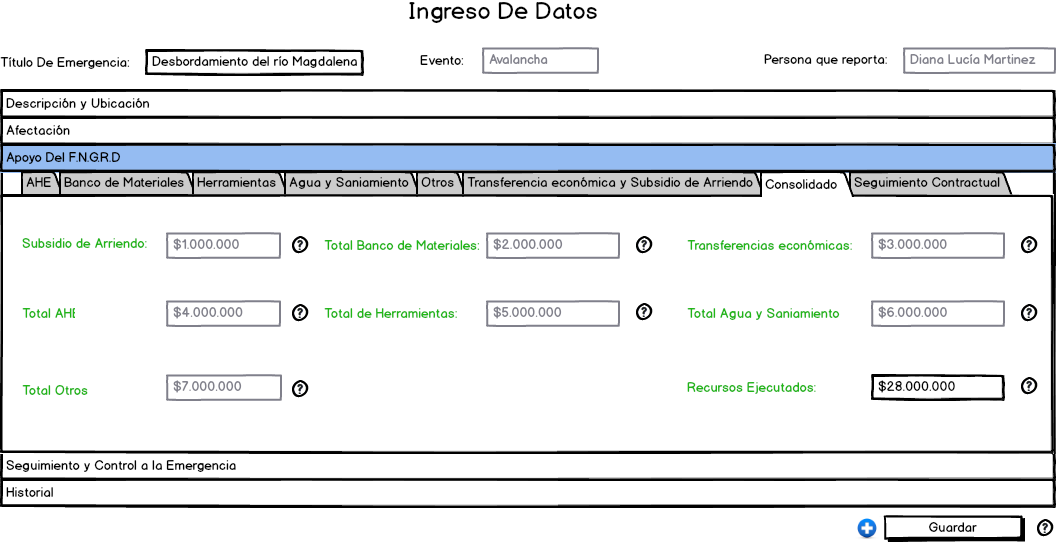 Ingreso De Datos
Título De Emergencia: Desbordamiento del río Magdalena Evento: Avalancha Persona que reporta: Diana Lucía Martinez
Descripción y Ubicación
Afectación
Apoyo Del F.N.G.R.D
AHE Banco de Materiales Herramientas Agua y Saniamiento Otros Transferencia económica y Subsidio de Arriendo Consolidado Seguimiento Contractual
Subsidio de Arriendo: $1.000.000 ? Total Banco de Materiales: $2.000.000 ? Transferencias económicas: $3.000.000 ?
Total AHE $4.000.000 ? Total de Herramientas: $5.000.000 ? Total Agua y Saniamiento $6.000.000 ?
Total Otros $7.000.000 ? Recursos Ejecutados: $28.000.000 ?
Seguimiento y Control a la Emergencia
Historial
Guardar ?